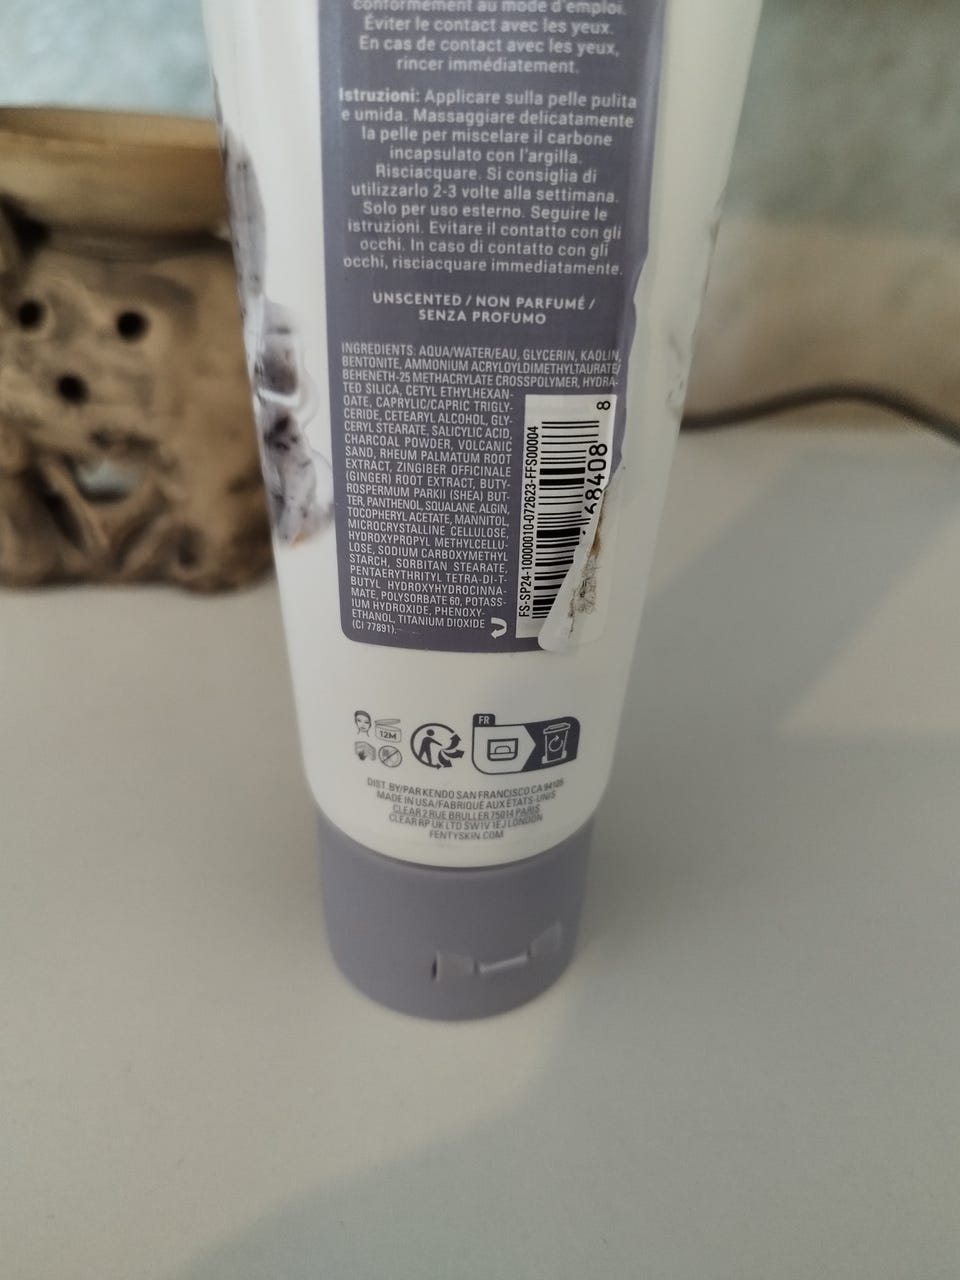 conformément au mode d'emploi.
Éviter le contact avec les yeux.
En cas de contact avec les yeux,
rincer immédiatement.
Istruzioni: Applicare sulla pelle pulita
e umida. Massaggiare delicatamente
la pelle per miscelare il carbone
incapsulato con l'argilla.
Risciacquare. Si consiglia di
utilizzarlo 2-3 volte alla settimana.
Solo per uso esterno. Seguire le
istruzioni. Evitare il contatto con gli
occhi. In caso di contatto con gli
occhi, risciacquare immediatamente.
UNSCENTED / NON PARFUMÉ /
SENZA PROFUMO
INGREDIENTS: AQUA/WATER/EAU, GLYCERIN, KAOLIN,
BENTONITE, AMMONIUM ACRYLOYLDIMETHYLTAURATE/
BEHENETH-25 METHACRYLATE CROSSPOLYMER, HYDRA-
TED SILICA, CETYL ETHYLHEXAN-
OATE, CAPRYLIC/CAPRIC TRIGLY-
CERIDE, CETEARYL ALCOHOL, GLY-
CERYL STEARATE, SALICYLIC ACID,
CHARCOAL POWDER, VOLCANIC
SAND, RHEUM PALMATUM ROOT
EXTRACT, ZINGIBER OFFICINALE
(GINGER) ROOT EXTRACT, BUTY-
ROSPERMUM PARKII (SHEA) BUT-
TER, PANTHENOL, SQUALANE, ALGIN,
TOCOPHERYL ACETATE, MANNITOL,
MICROCRYSTALLINE CELLULOSE,
HYDROXYPROPYL METHYLCELLU-
LOSE, SODIUM CARBOXYMETHYL
STARCH, SORBITAN STEARATE,
PENTAERYTHRITYL TETRA-DI-T-
BUTYL HYDROXYHYDROCINNA-
MATE, POLYSORBATE 60, POTASS-
IUM HYDROXIDE, PHENOXY-
ETHANOL, TITANIUM DIOXIDE
(CI 77891).
FS-SP24-10000010-072623-FFS00004
68408
8
12M
FR
DIST. BY/PAR KENDO SAN FRANCISCO CA 94105
MADE IN USA/FABRIQUÉ AUX ÉTATS-UNIS
CLEAR 2 RUE BRULLER 75014 PARIS
CLEAR RP UK LTD SW1V 1EJ LONDON
FENTYSKIN.COM